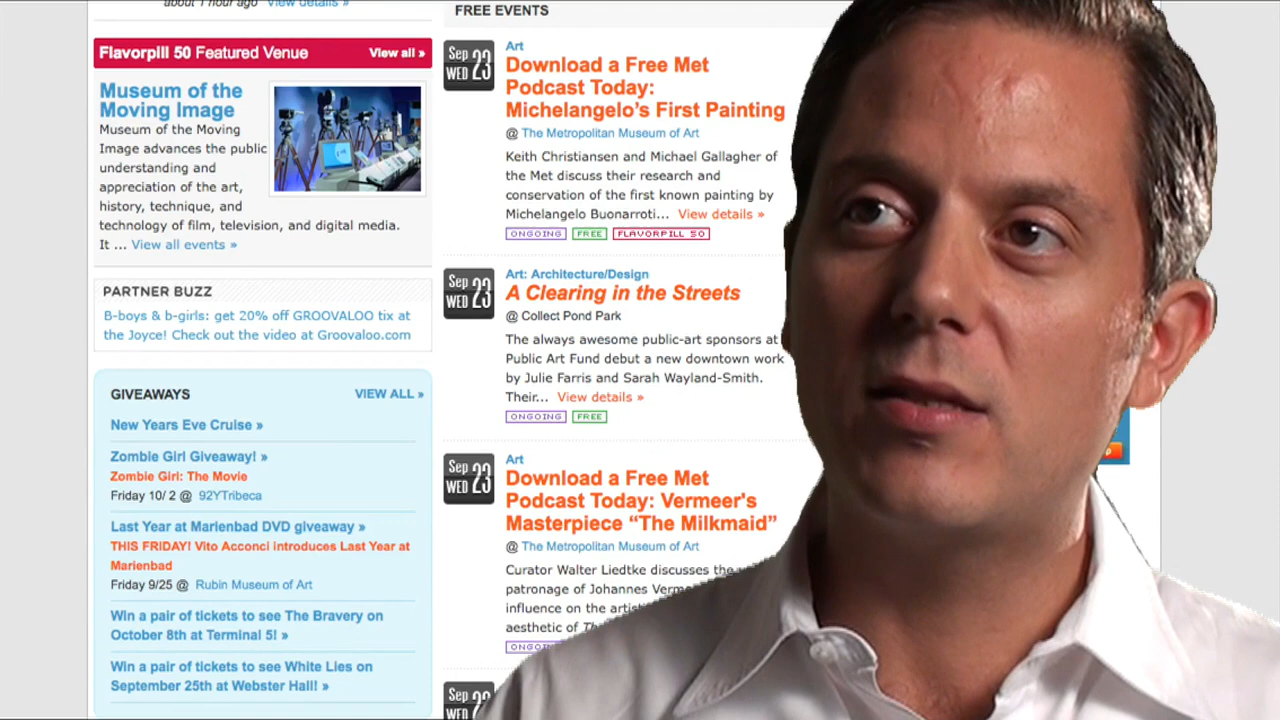 about 1 hour ago View details »
Flavorpill 50 Featured Venue View all »
Museum of the
Moving Image
Museum of the Moving
Image advances the public
understanding and
appreciation of the art,
history, technique, and
technology of film, television, and digital media.
It ... View all events »
PARTNER BUZZ
B-boys & b-girls: get 20% off GROOVALOO tix at
the Joyce! Check out the video at Groovaloo.com
GIVEAWAYS VIEW ALL »
New Years Eve Cruise »
Zombie Girl Giveaway! »
Zombie Girl: The Movie
Friday 10/ 2 @ 92YTribeca
Last Year at Marienbad DVD giveaway »
THIS FRIDAY! Vito Acconci introduces Last Year at
Marienbad
Friday 9/25 @ Rubin Museum of Art
Win a pair of tickets to see The Bravery on
October 8th at Terminal 5! »
Win a pair of tickets to see White Lies on
September 25th at Webster Hall! »
FREE EVENTS
Sep
WED 23
Art
Download a Free Met
Podcast Today:
Michelangelo's First Painting
@ The Metropolitan Museum of Art
Keith Christiansen and Michael Gallagher of
the Met discuss their research and
conservation of the first known painting by
Michelangelo Buonarroti... View details »
ONGOING FREE FLAVORPILL 50
Sep
WED 23
Art: Architecture/Design
A Clearing in the Streets
@ Collect Pond Park
The always awesome public-art sponsors at
Public Art Fund debut a new downtown work
by Julie Farris and Sarah Wayland-Smith.
Their... View details »
ONGOING FREE
Sep
WED 23
Art
Download a Free Met
Podcast Today: Vermeer's
Masterpiece “The Milkmaid”
@ The Metropolitan Museum of Art
Curator Walter Liedtke discusses the
patronage of Johannes
influence on the
aesthetic of
Sep
WED